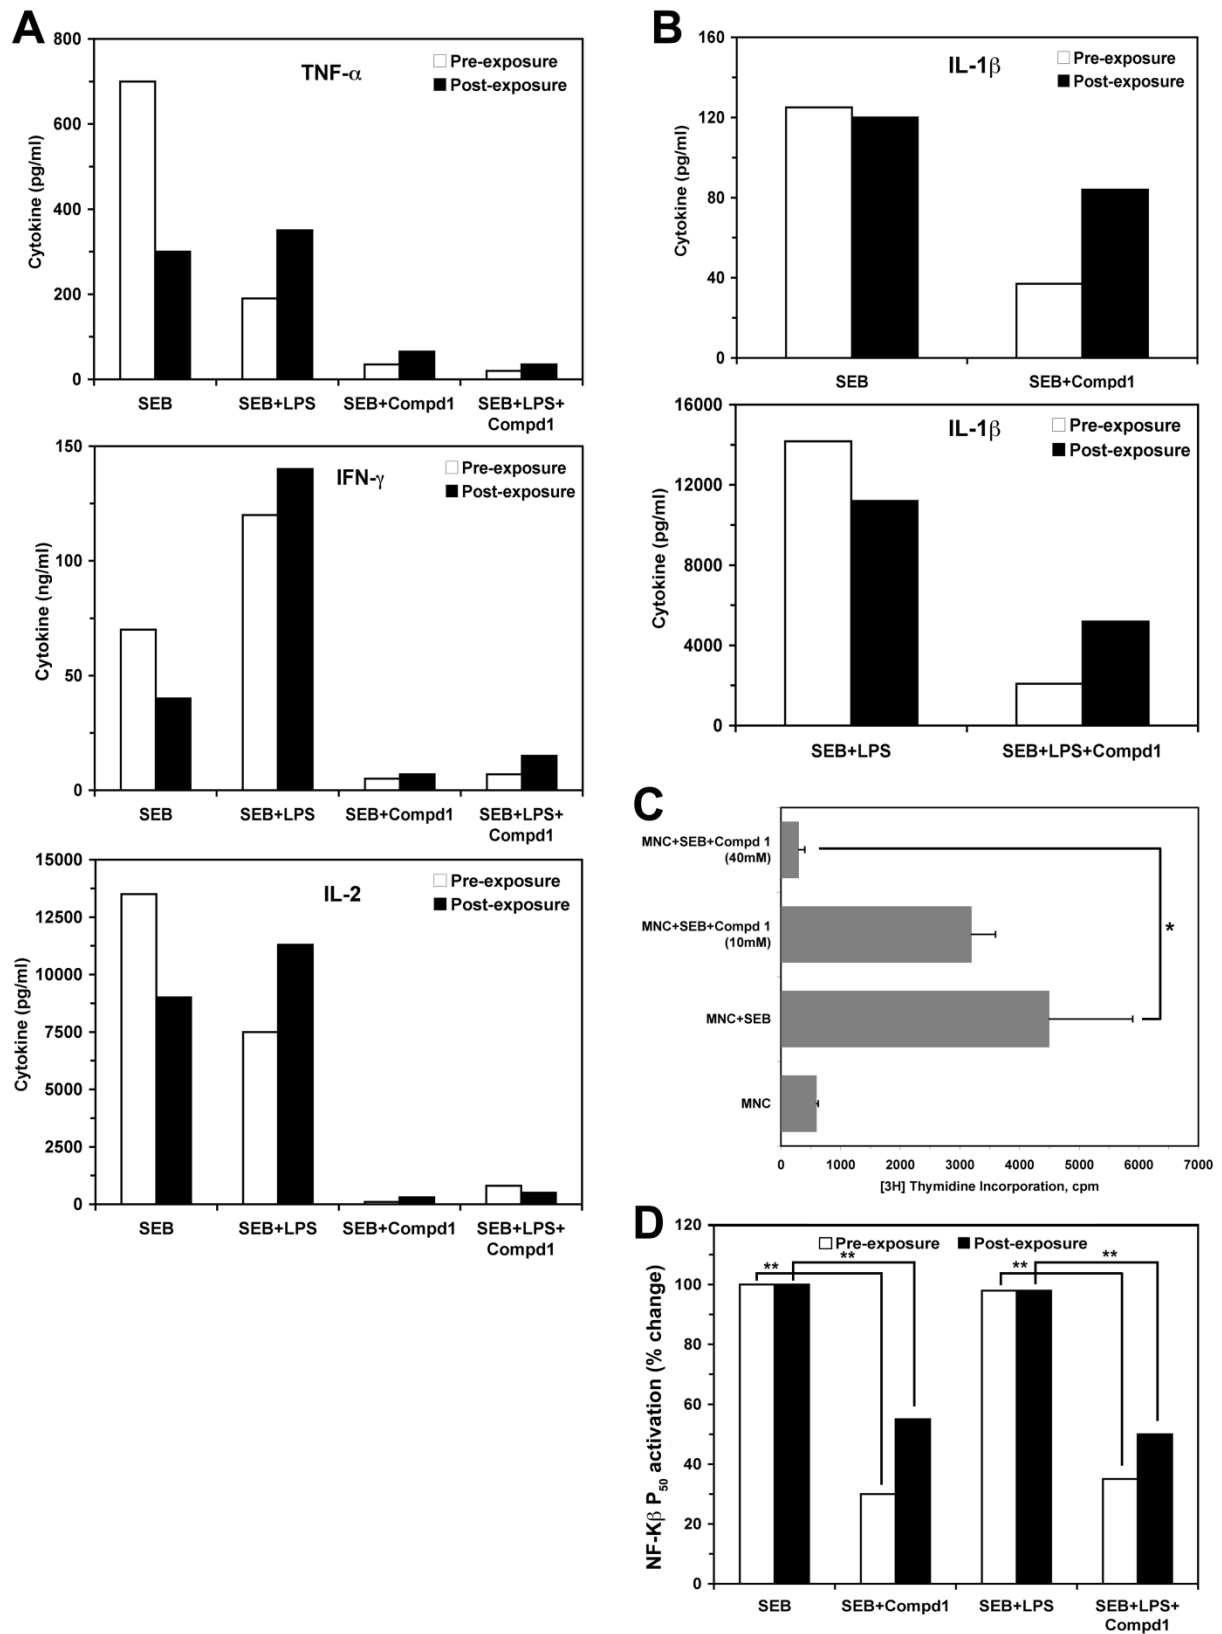 A
800
600
400
200
0
Cytokine (pg/ml)
TNF-α
Pre-exposure
Post-exposure
SEB SEB+LPS SEB+Compd1 SEB+LPS+
Compd1
150
100
50
0
Cytokine (ng/ml)
IFN-γ
Pre-exposure
Post-exposure
SEB SEB+LPS SEB+Compd1 SEB+LPS+
Compd1
15000
12500
10000
7500
5000
2500
0
Cytokine (pg/ml)
IL-2
Pre-exposure
Post-exposure
SEB SEB+LPS SEB+Compd1 SEB+LPS+
Compd1
B
160
120
80
40
0
Cytokine (pg/ml)
IL-1β
Pre-exposure
Post-exposure
SEB SEB+Compd1
16000
12000
8000
4000
0
Cytokine (pg/ml)
IL-1β
Pre-exposure
Post-exposure
SEB+LPS SEB+LPS+Compd1
C
MNC+SEB+Compd 1
(40mM)
MNC+SEB+Compd 1
(10mM)
*
MNC+SEB
MNC
0 1000 2000 3000 4000 5000 6000 7000
[3H] Thymidine Incorporation, cpm
D
120
100
80
60
40
20
0
NF-Kβ P50 activation (% change)
Pre-exposure Post-exposure
** ** ** **
SEB SEB+Compd1 SEB+LPS SEB+LPS+
Compd1